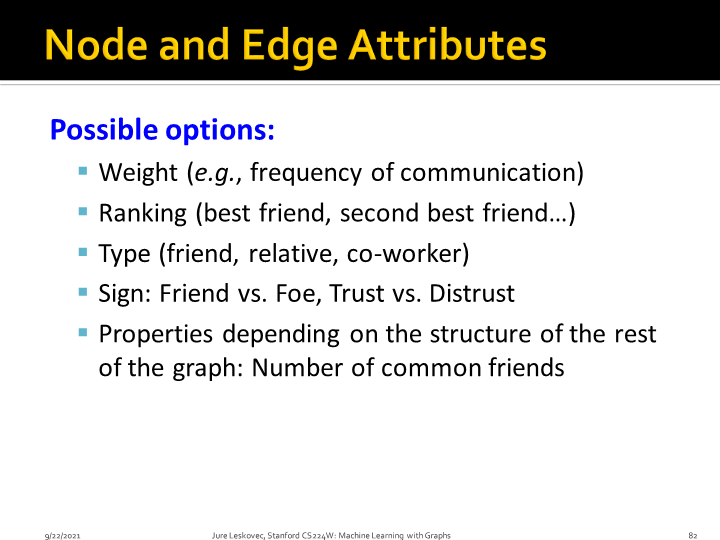 Node and Edge Attributes
Possible options:
▪ Weight (e.g., frequency of communication)
▪ Ranking (best friend, second best friend…)
▪ Type (friend, relative, co-worker)
▪ Sign: Friend vs. Foe, Trust vs. Distrust
▪ Properties depending on the structure of the rest
of the graph: Number of common friends
9/22/2021 Jure Leskovec, Stanford CS224W: Machine Learning with Graphs 82